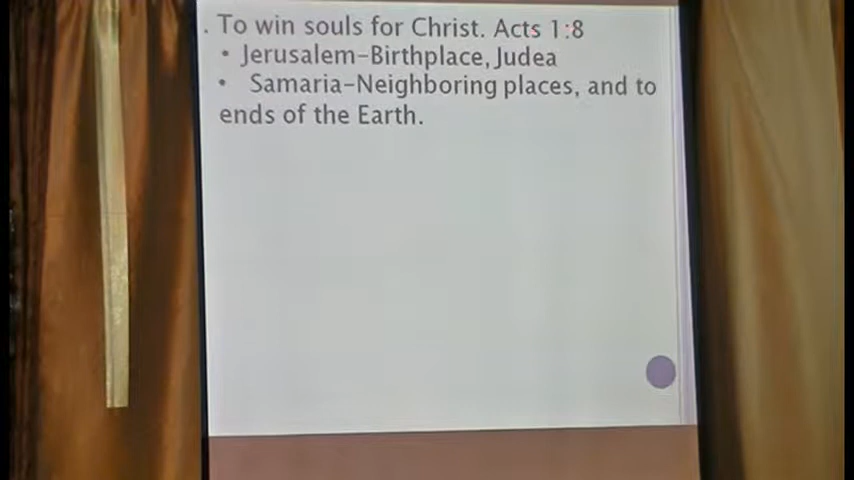 . To win souls for Christ. Acts 1:8
• Jerusalem-Birthplace, Judea
• Samaria-Neighboring places, and to
ends of the Earth.